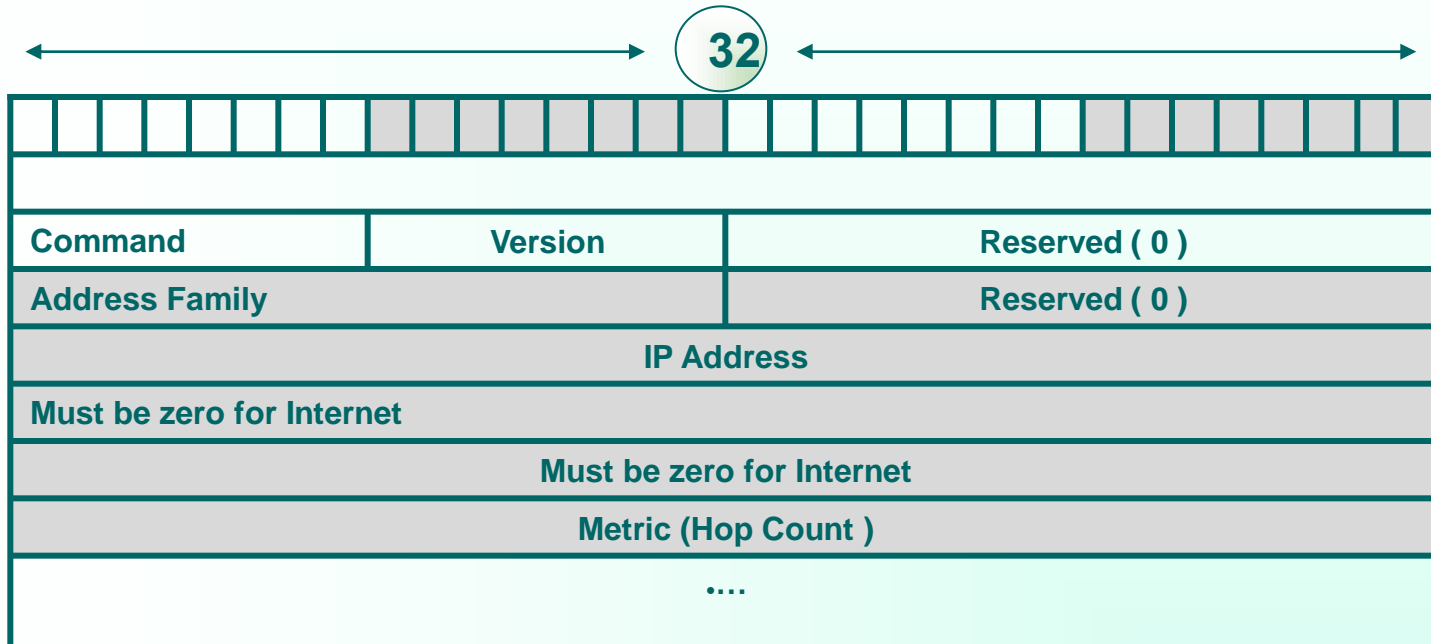 32
Command Version Reserved ( 0 )
Address Family Reserved ( 0 )
IP Address
Must be zero for Internet
Must be zero for Internet
Metric (Hop Count )
•…